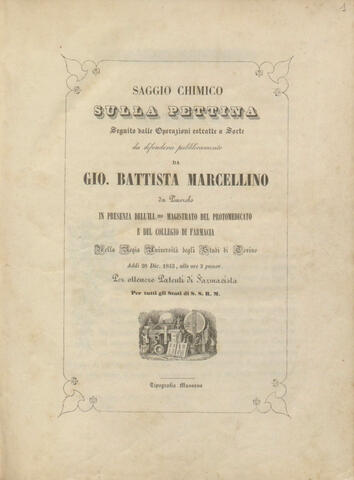 1
SAGGIO CHIMICO
SULLA PETTINA
Seguito dalle Operazioni estratte a Sorte
da difendersi pubblicamente
DA
GIO. BATTISTA MARCELLINO
da
IN PRESENZA DELL'ILL.mo MAGISTRATO DEL PROTOMEDICATO
E DEL COLLEGIO DI FARMACIA
Nella Regia Università degli Studi di Torino
Addì 20 Dic. 1843, alle ore 2 pomer.
Per ottenere Patenti di Farmacista
Per tutti gli Stati di S. S. R. M.
Tipografia Mussano